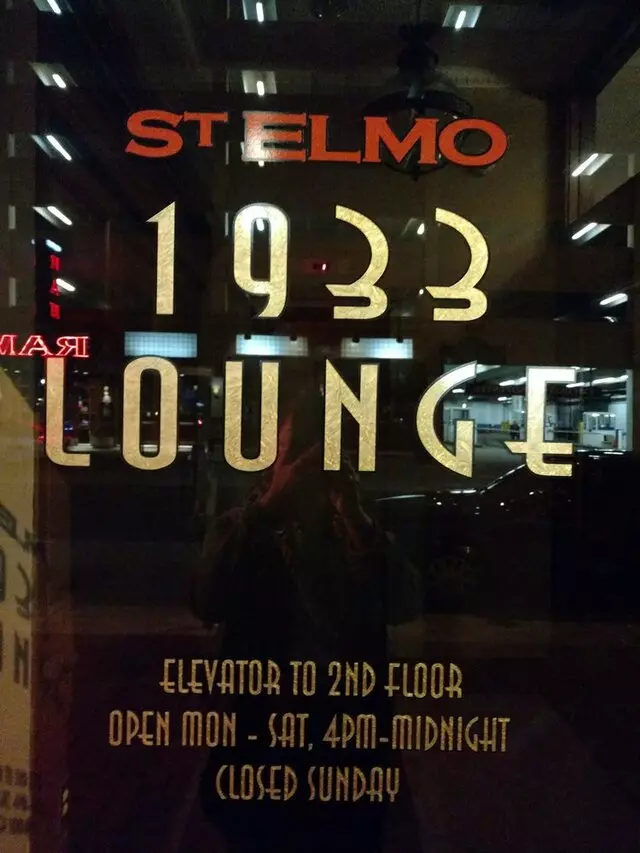 ST ELMO
1933
LOUNGE
ELEVATOR TO 2ND FLOOR
OPEN MON - SAT, 4PM-MIDNIGHT
CLOSED SUNDAY